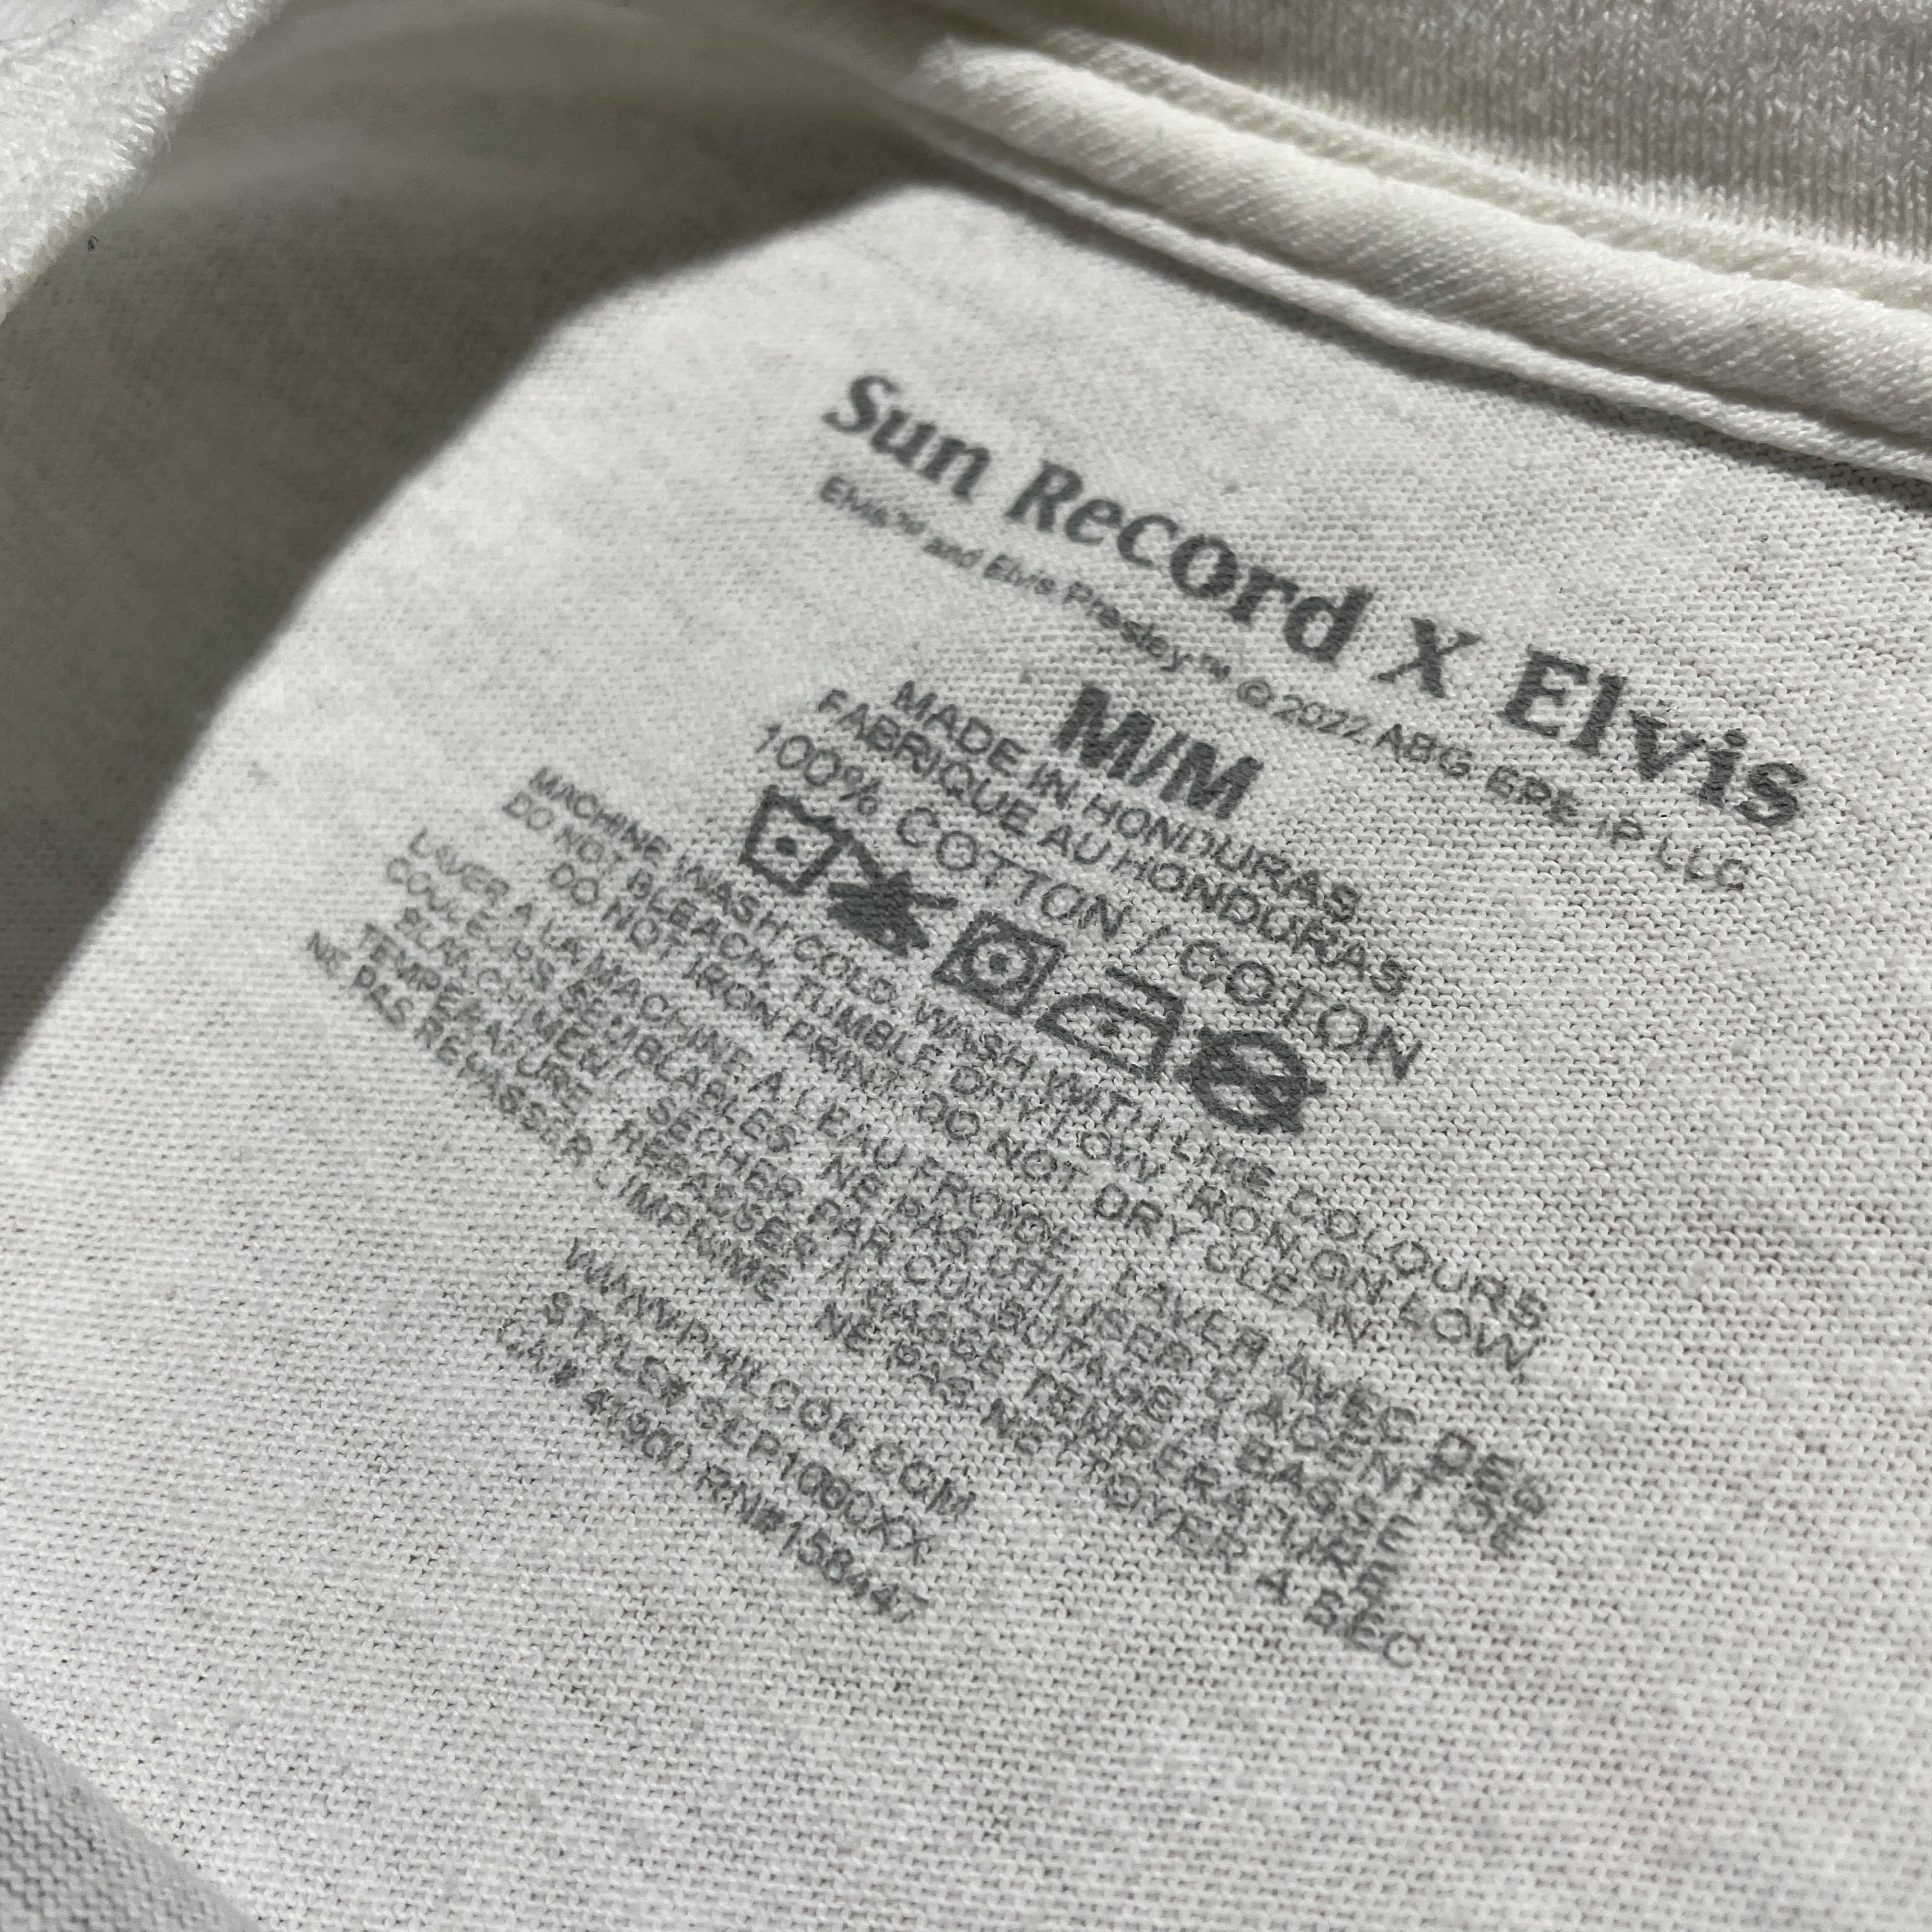 Sun Record X Elvis
Elvis™ and Elvis Presley™ © 2022 ABG EPE IP LLC
M/M
MADE IN HONDURAS
FABRIQUE AU HONDURAS
100% COTTON / COTON
MACHINE WASH COLD, WASH WITH LIKE COLOURS
DO NOT BLEACH, TUMBLE DRY LOW, IRON ON LOW
DO NOT IRON PRINT, DO NOT DRY CLEAN
LAVER A LA MACHINE A L'EAU FROIDE LAVER AVEC DES
COULEURS SEMBLABLES NE PAS UTILISER L'AGENT DE
BLANCHIMENT SECHER PAR CULBUTAGE A BASSE
TEMPERATURE REPASSER A BASSE TEMPERATURE
NE PAS REPASSER L'IMPRIME NE PAS NETTOYER A SEC
WWW.PHILCOS.COM
STYLE# SLP1080XX
CA# 41900 RN#158447